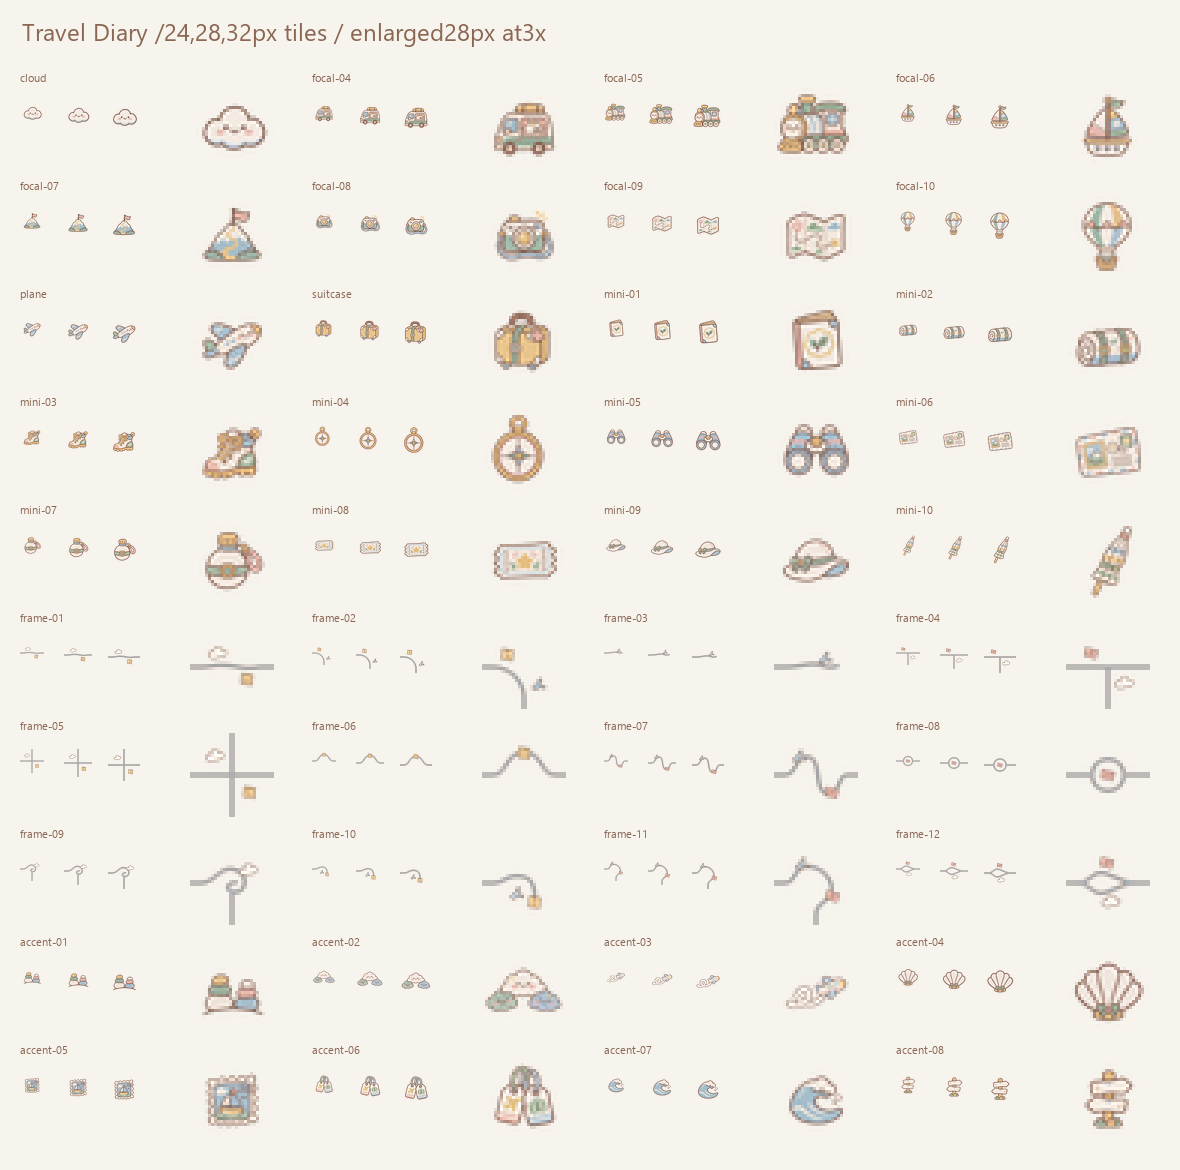 Travel Diary /24,28,32px tiles / enlarged28px at3x
cloud focal-04 focal-05 focal-06
focal-07 focal-08 focal-09 focal-10
plane suitcase mini-01 mini-02
mini-03 mini-04 mini-05 mini-06
mini-07 mini-08 mini-09 mini-10
frame-01 frame-02 frame-03 frame-04
frame-05 frame-06 frame-07 frame-08
frame-09 frame-10 frame-11 frame-12
accent-01 accent-02 accent-03 accent-04
accent-05 accent-06 accent-07 accent-08